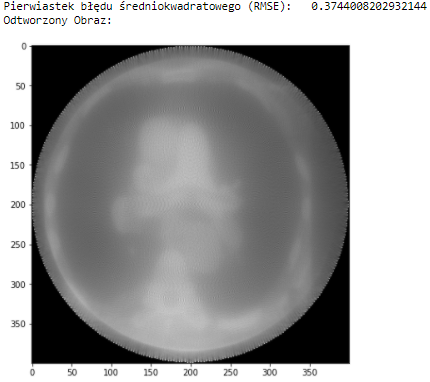 Pierwiastek błędu średniokwadratowego (RMSE): 0.3744008202932144
Odtworzony Obraz:
0
50
100
150
200
250
300
350
0 50 100 150 200 250 300 350